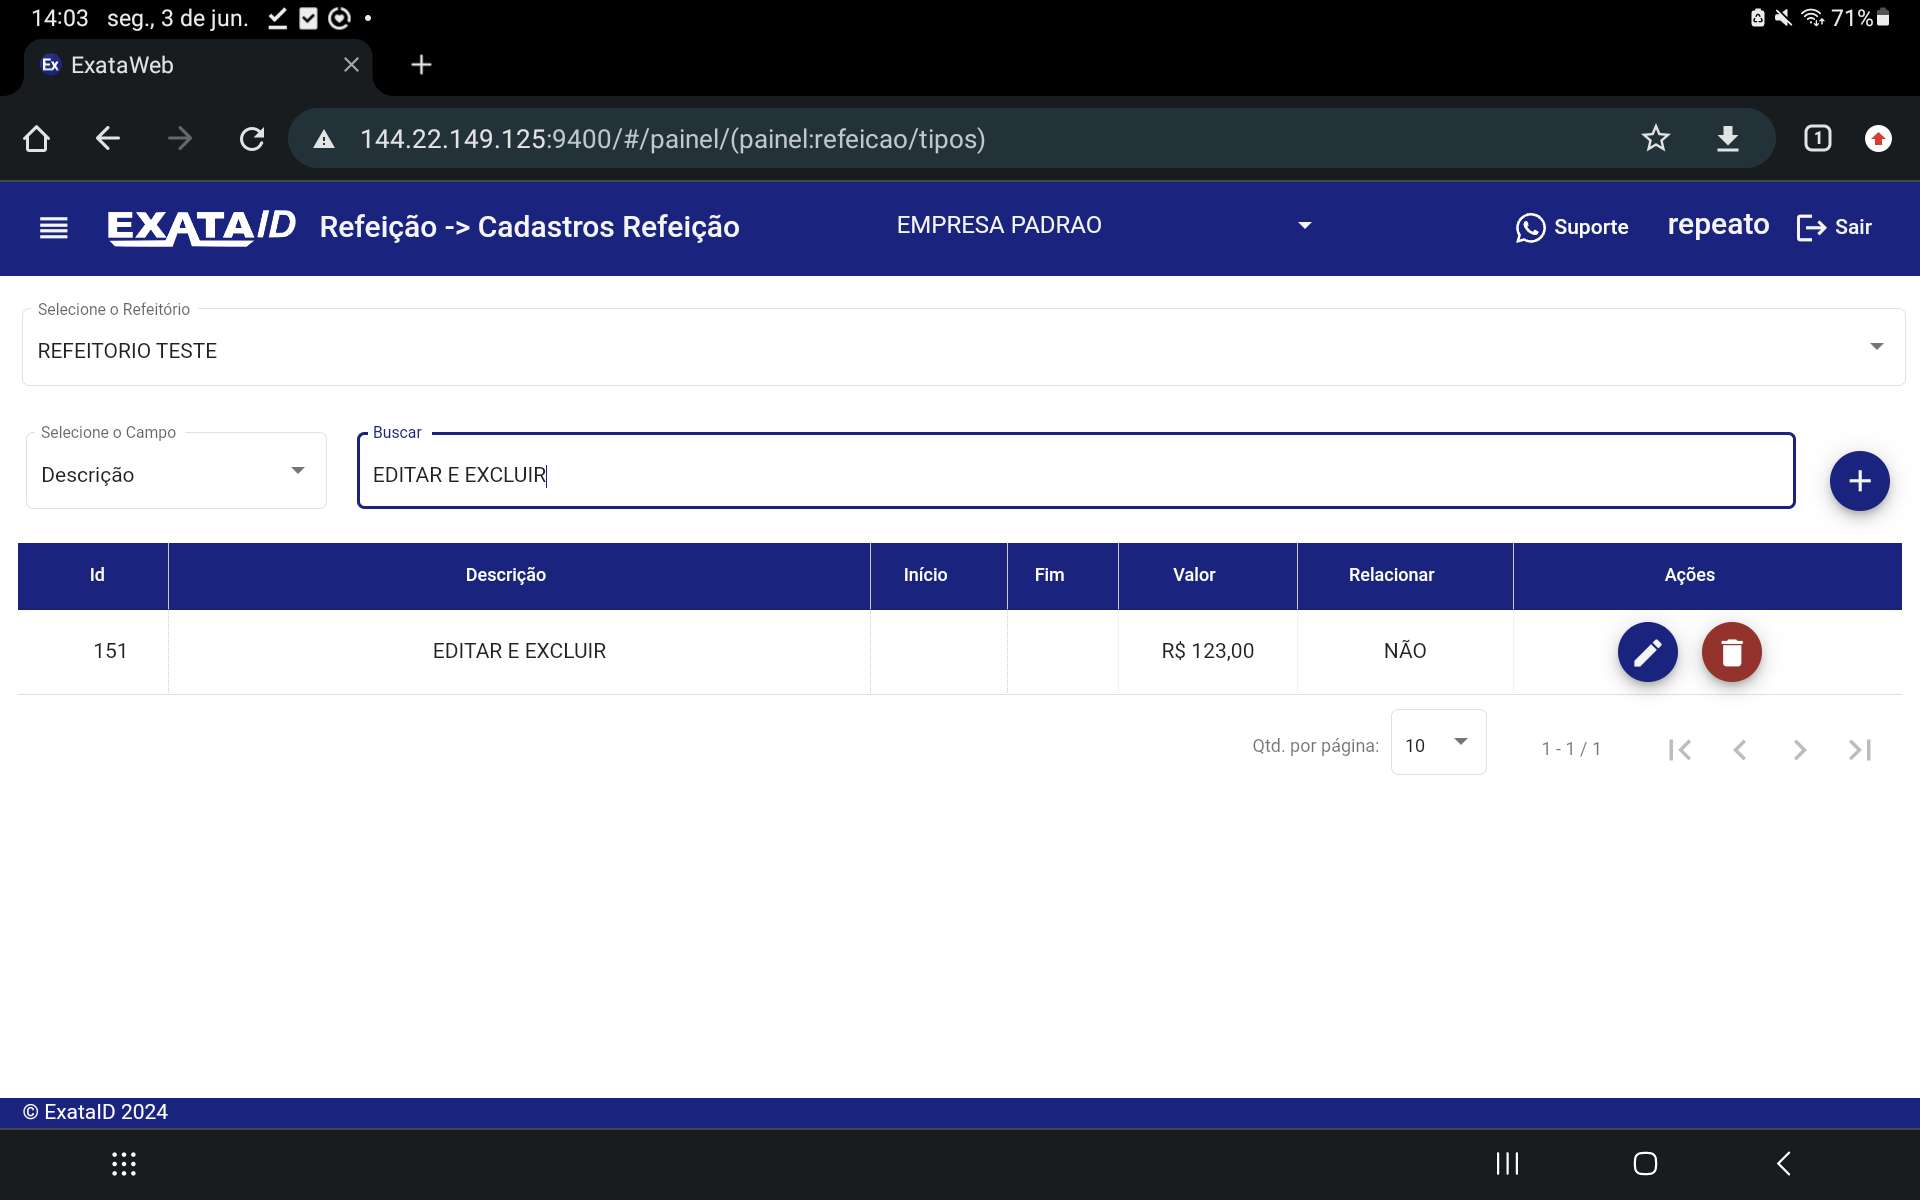 14:03 seg., 3 de jun.
71%
Ex ExataWeb
144.22.149.125:9400/#/painel/(painel:refeicao/tipos)
1
EXATAID Refeição -> Cadastros Refeição EMPRESA PADRAO Suporte repeato Sair
Selecione o Refeitório
REFEITORIO TESTE
Selecione o Campo
Descrição
Buscar
EDITAR E EXCLUIR
Id Descrição Início Fim Valor Relacionar Ações
151 EDITAR E EXCLUIR R$ 123,00 NÃO
Qtd. por página: 10 1 - 1 / 1
© ExataID 2024